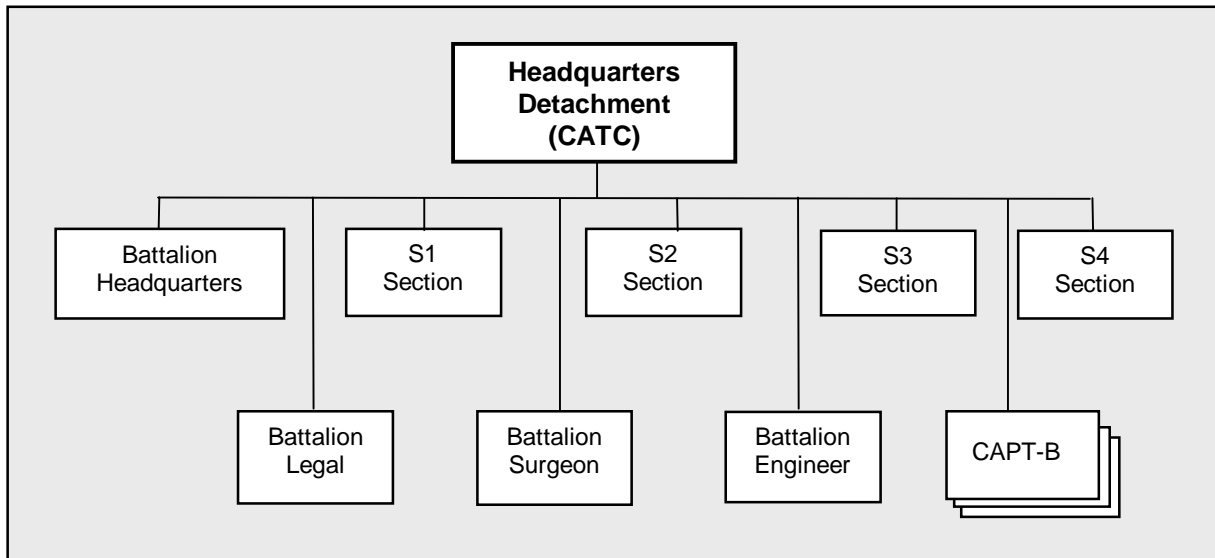 Headquarters
Detachment
(CATC)
Battalion
Headquarters
S1
Section
S2
Section
S3
Section
S4
Section
Battalion
Legal
Battalion
Surgeon
Battalion
Engineer
CAPT-B